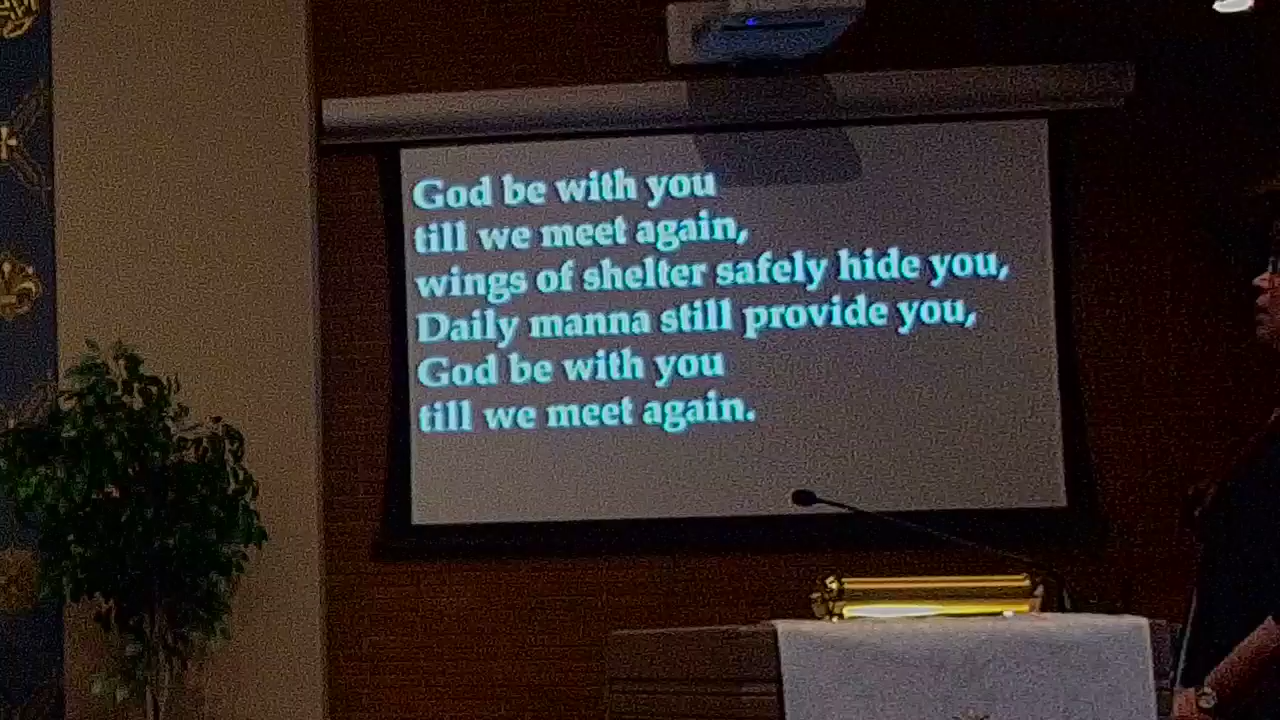 God be with you
till we meet again,
wings of shelter safely hide you,
Daily manna still provide you,
God be with you
till we meet again.